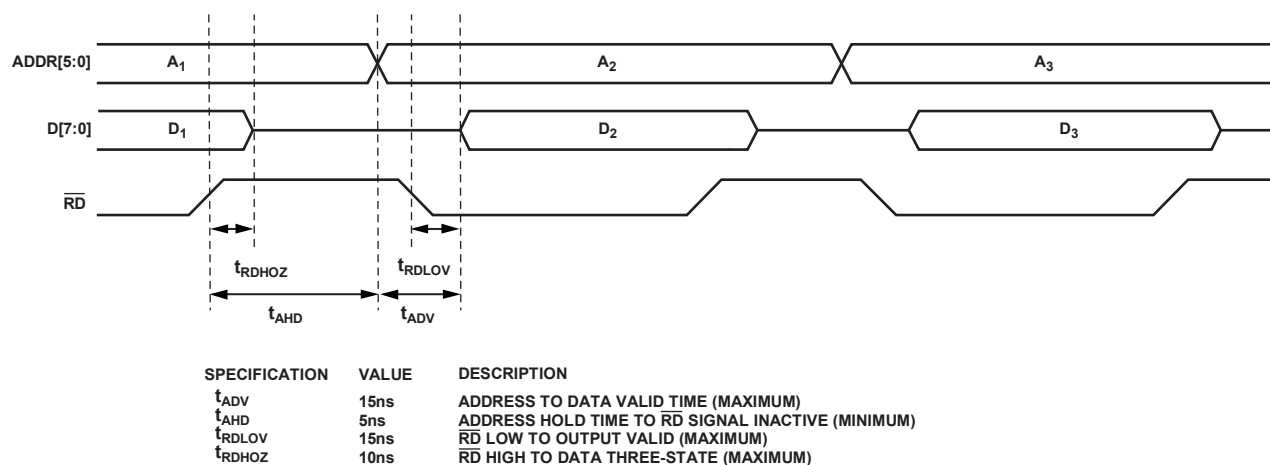 ADDR[5:0] A1 A2 A3
D[7:0] D1 D2 D3
RD
tRDHOZ tRDLOV
tAHD tADV
SPECIFICATION VALUE DESCRIPTION
tADV 15ns ADDRESS TO DATA VALID TIME (MAXIMUM)
tAHD 5ns ADDRESS HOLD TIME TO RD SIGNAL INACTIVE (MINIMUM)
tRDLOV 15ns RD LOW TO OUTPUT VALID (MAXIMUM)
tRDHOZ 10ns RD HIGH TO DATA THREE-STATE (MAXIMUM)